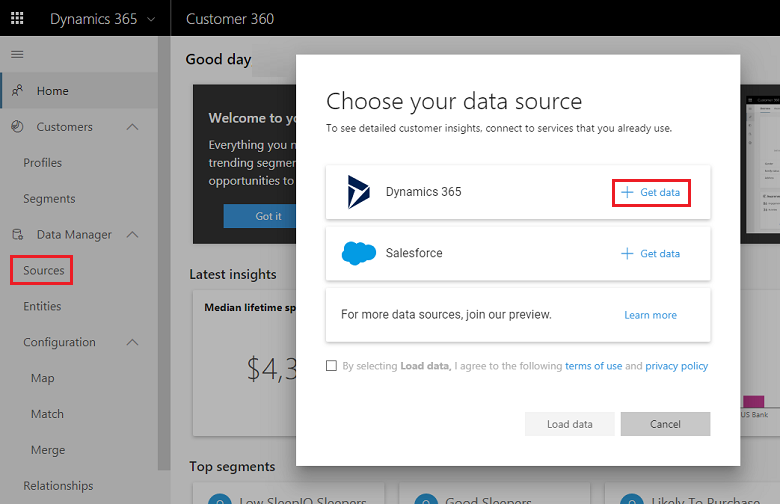 Dynamics 365
Customer 360
Home
Customers
Profiles
Segments
Data Manager
Sources
Entities
Configuration
Map
Match
Merge
Relationships
Good day
Welcome to yo
Everything you n
trending segmer
opportunities to
Got it
Latest insights
Median lifetime sp
$4,3
US Bank
Top segments
Low SleepIQ Sleepers
Good Sleepers
Likely To Purchase
Choose your data source
To see detailed customer insights, connect to services that you already use.
Dynamics 365
Get data
Salesforce
Get data
For more data sources, join our preview.
Learn more
By selecting Load data, I agree to the following terms of use and privacy policy
Load data
Cancel